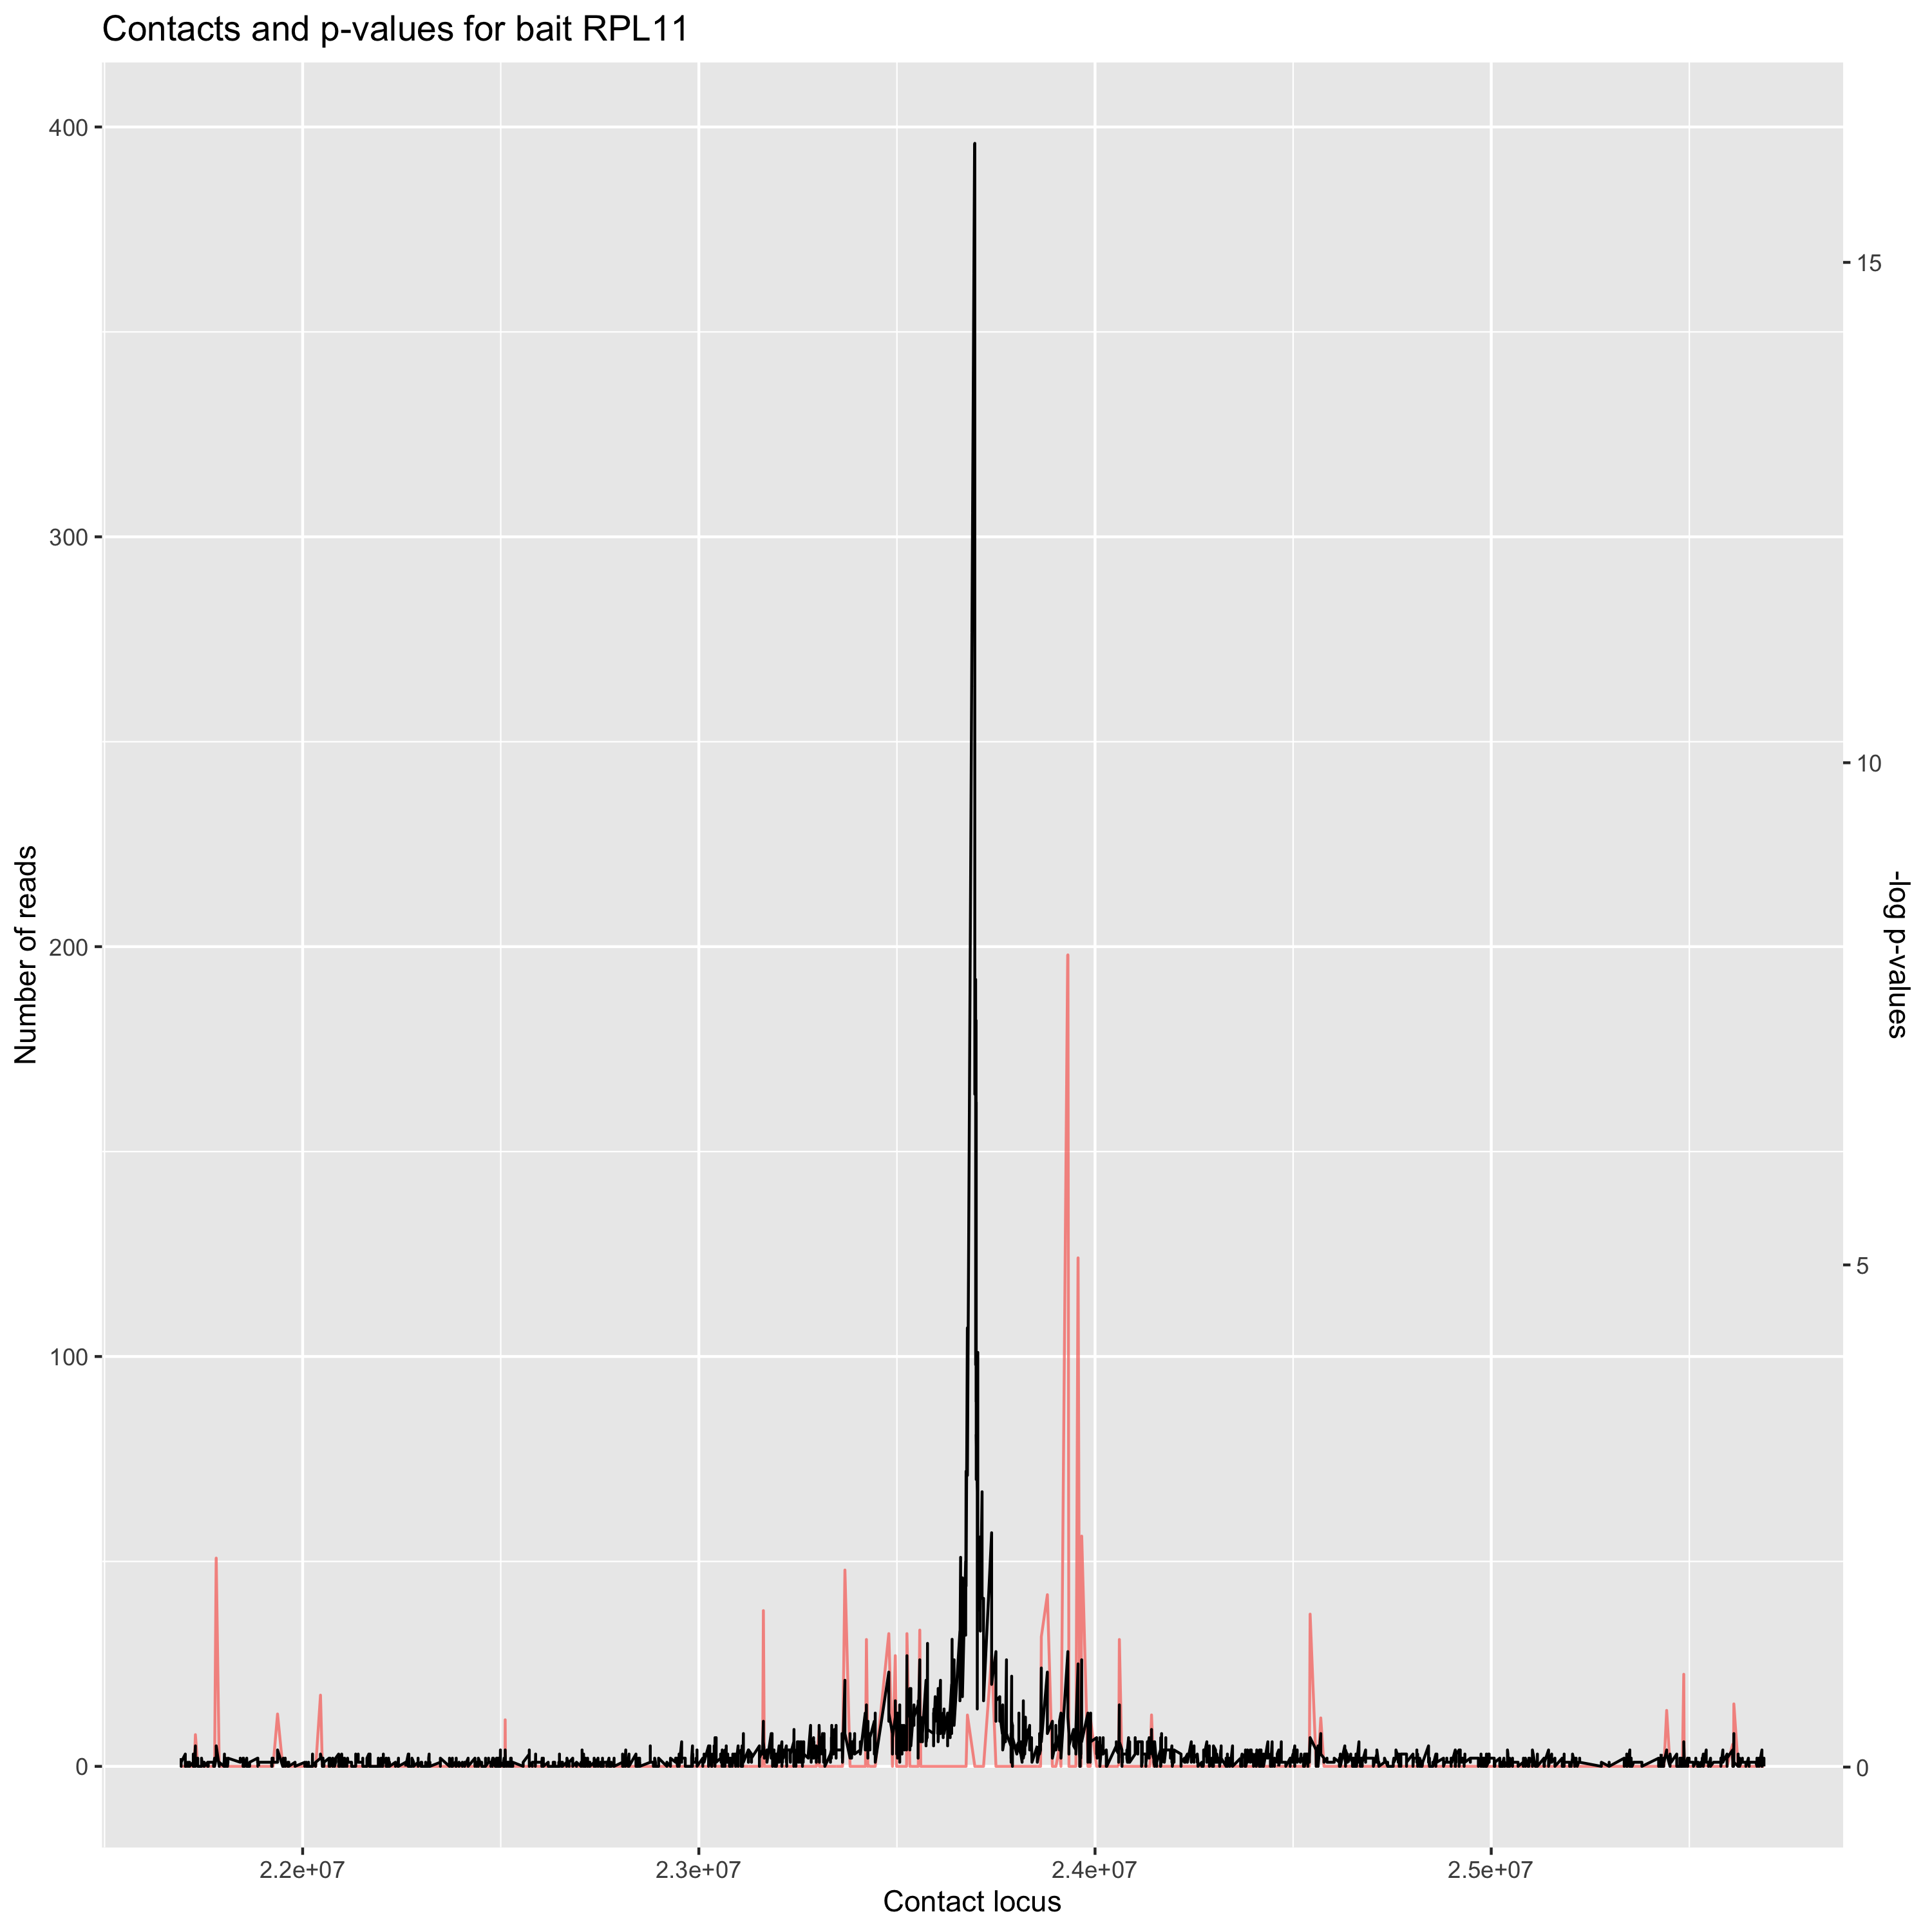 Contacts and p-values for bait RPL11
400
300
200
100
0
Number of reads
15
10
5
0
-log p-values
2.2e+07
2.3e+07
2.4e+07
2.5e+07
Contact locus